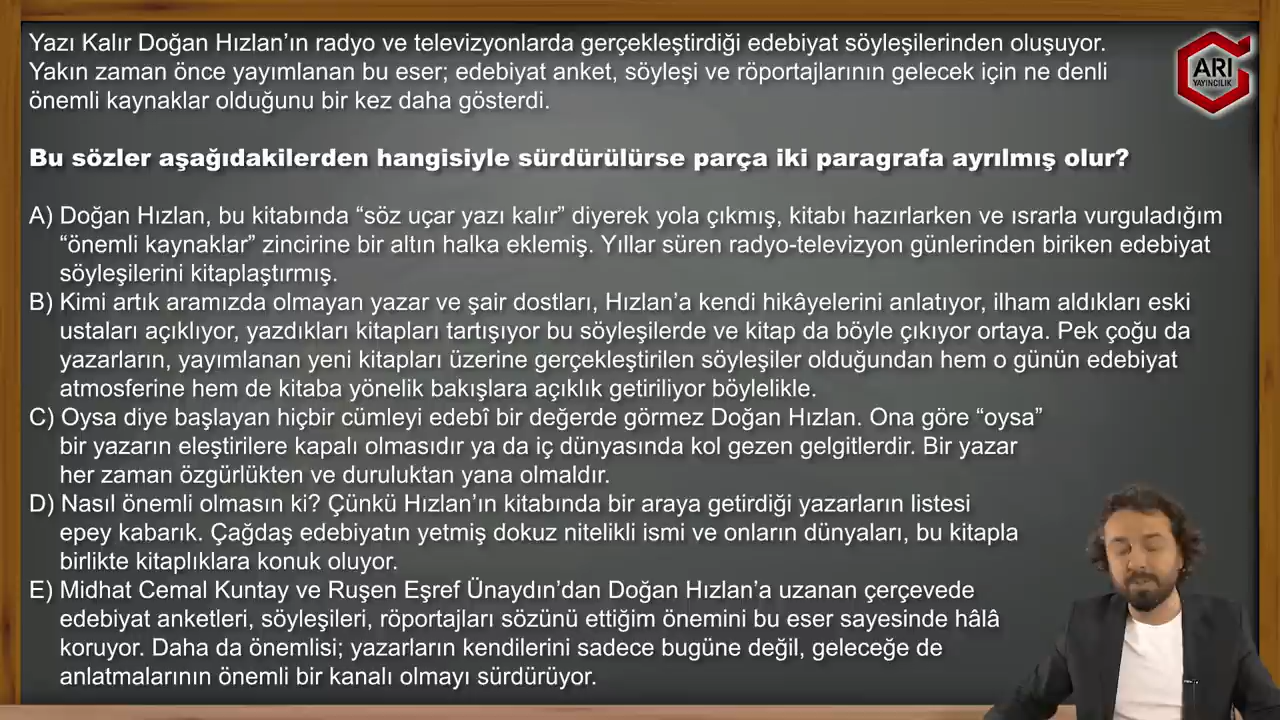 Yazı Kalır Doğan Hızlan’ın radyo ve televizyonlarda gerçekleştirdiği edebiyat söyleşilerinden oluşuyor.
Yakın zaman önce yayımlanan bu eser; edebiyat anket, söyleşi ve röportajlarının gelecek için ne denli
önemli kaynaklar olduğunu bir kez daha gösterdi.
ARI
YAYINCILIK
Bu sözler aşağıdakilerden hangisiyle sürdürülürse parça iki paragrafa ayrılmış olur?
A) Doğan Hızlan, bu kitabında “söz uçar yazı kalır” diyerek yola çıkmış, kitabı hazırlarken ve ısrarla vurguladığım
“önemli kaynaklar” zincirine bir altın halka eklemiş. Yıllar süren radyo-televizyon günlerinden biriken edebiyat
söyleşilerini kitaplaştırmış.
B) Kimi artık aramızda olmayan yazar ve şair dostları, Hızlan’a kendi hikâyelerini anlatıyor, ilham aldıkları eski
ustaları açıklıyor, yazdıkları kitapları tartışıyor bu söyleşilerde ve kitap da böyle çıkıyor ortaya. Pek çoğu da
yazarların, yayımlanan yeni kitapları üzerine gerçekleştirilen söyleşiler olduğundan hem o günün edebiyat
atmosferine hem de kitaba yönelik bakışlara açıklık getiriliyor böylelikle.
C) Oysa diye başlayan hiçbir cümleyi edebî bir değerde görmez Doğan Hızlan. Ona göre “oysa”
bir yazarın eleştirilere kapalı olmasıdır ya da iç dünyasında kol gezen gelgitlerdir. Bir yazar
her zaman özgürlükten ve duruluktan yana olmaldır.
D) Nasıl önemli olmasın ki? Çünkü Hızlan’ın kitabında bir araya getirdiği yazarların listesi
epey kabarık. Çağdaş edebiyatın yetmiş dokuz nitelikli ismi ve onların dünyaları, bu kitapla
birlikte kitaplıklara konuk oluyor.
E) Midhat Cemal Kuntay ve Ruşen Eşref Ünaydın’dan Doğan Hızlan’a uzanan çerçevede
edebiyat anketleri, söyleşileri, röportajları sözünü ettiğim önemini bu eser sayesinde hâlâ
koruyor. Daha da önemlisi; yazarların kendilerini sadece bugüne değil, geleceğe de
anlatmalarının önemli bir kanalı olmayı sürdürüyor.